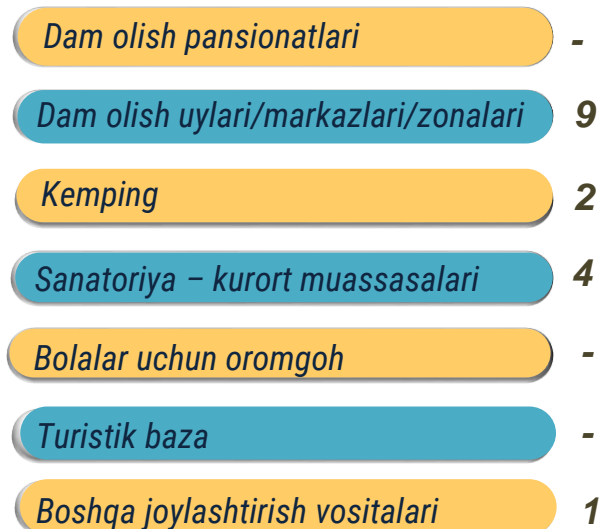 Dam olish pansionatlari -
Dam olish uylari/markazlari/zonalari 9
Kemping 2
Sanatoriya – kurort muassasalari 4
Bolalar uchun oromgoh -
Turistik baza -
Boshqa joylashtirish vositalari 1